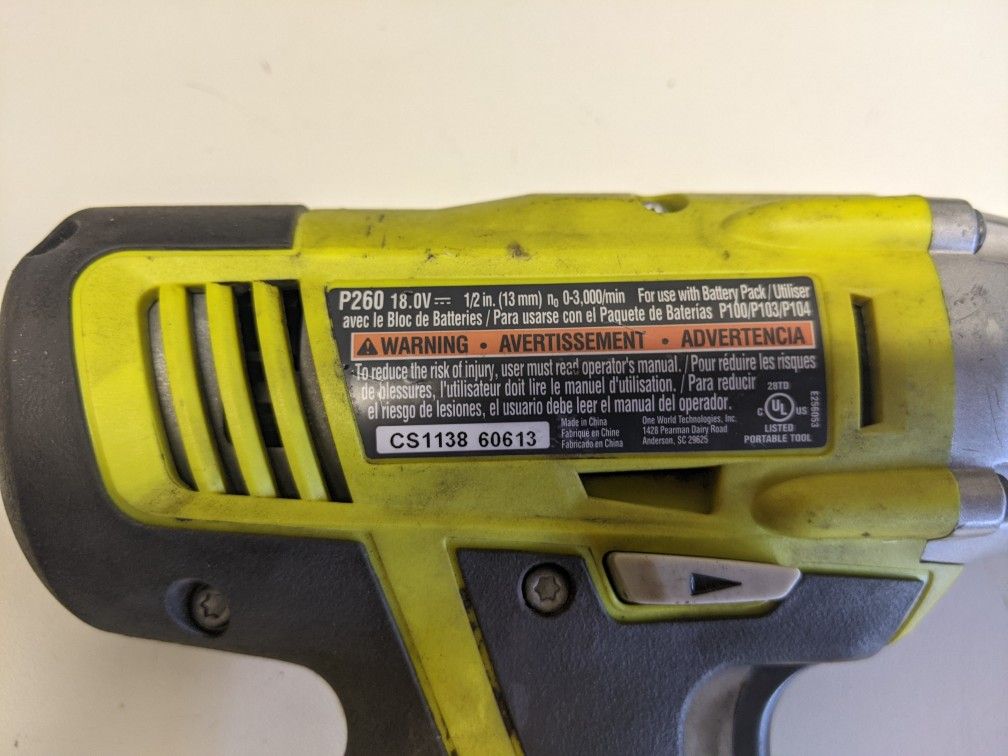 P260 18.0V⎓ 1/2 in. (13 mm) n₀ 0-3,000/min For use with Battery Pack / Utiliser
avec le Bloc de Batteries / Para usarse con el Paquete de Baterias P100/P103/P104
WARNING • AVERTISSEMENT • ADVERTENCIA
To reduce the risk of injury, user must read operator's manual. / Pour réduire les risques
de blessures, l'utilisateur doit lire le manuel d'utilisation. / Para reducir
el riesgo de lesiones, el usuario debe leer el manual del operador.
CS1138 60613
Made in China
Fabriqué en Chine
Fabricado en China
One World Technologies, Inc.
1428 Pearman Dairy Road
Anderson, SC 29625
28TD
C UL US
LISTED
PORTABLE TOOL
E256053